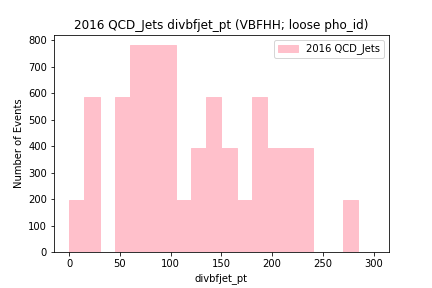 2016 QCD_Jets divbfjet_pt (VBFHH; loose pho_id)
2016 QCD_Jets
800
700
600
500
400
300
200
100
0
Number of Events
0 50 100 150 200 250 300
divbfjet_pt